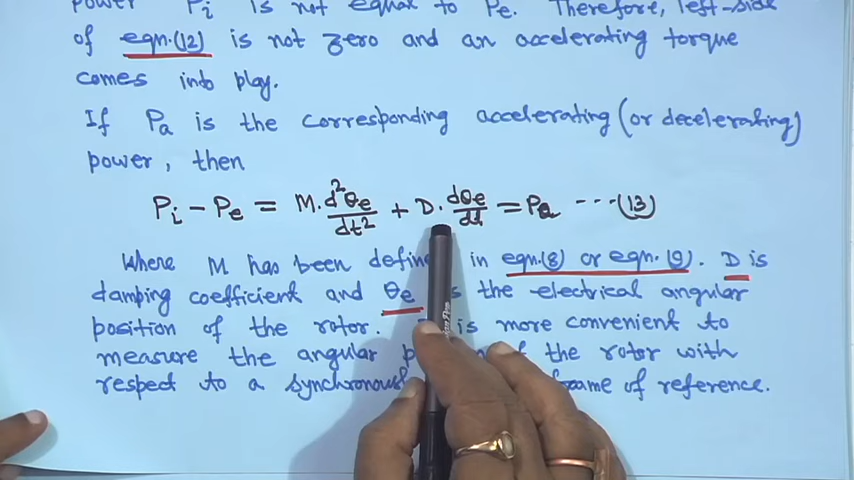 power Pi is not equal to Pe. Therefore, left-side
of eqn.(12) is not zero and an accelerating torque
comes into play.
If Pa is the corresponding accelerating (or decelerating)
power, then
Pi - Pe = M. d²θe/dt² + D. dθe/dt = Pa ---(13)
Where M has been define in eqn.(8) or eqn.(9). D is
damping coefficient and θe is the electrical angular
position of the rotor. is more convenient to
measure the angular of the rotor with
respect to a frame of reference.